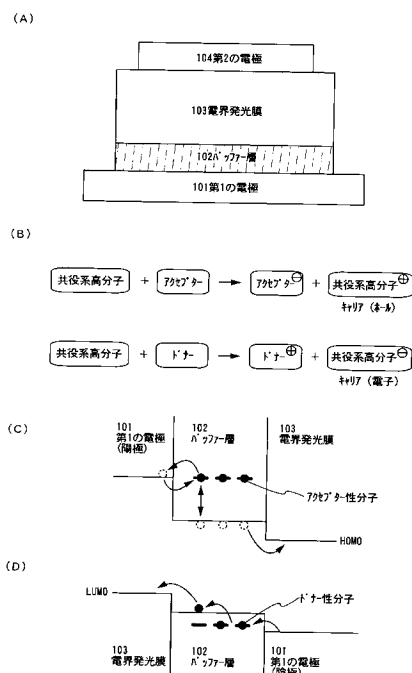 (A)
104第2の電極
103電界発光膜
102バッファー層
101第1の電極
(B)
共役系高分子 + アクセプター → アクセプター⊖ + 共役系高分子⊕
キャリア (ホール)
共役系高分子 + ドナー → ドナー⊕ + 共役系高分子⊖
キャリア (電子)
(C)
101
第1の電極
(陽極)
102
バッファー層
103
電界発光膜
アクセプター性分子
HOMO
(D)
LUMO
ドナー性分子
103
電界発光膜
102
バッファー層
101
第1の電極
(陰極)